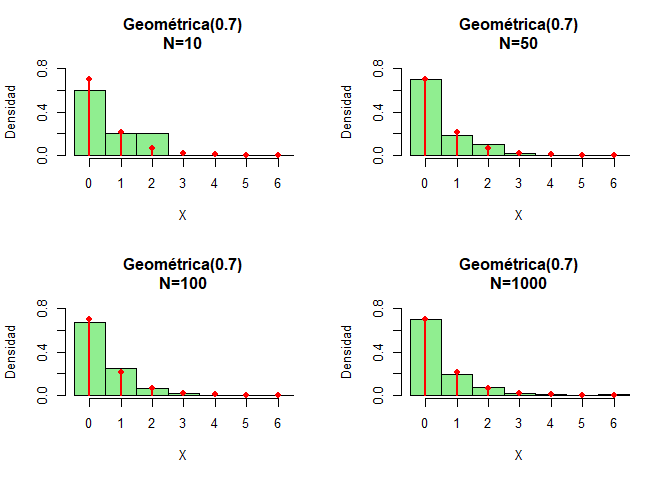 Geométrica(0.7)
N=10
Densidad
0.8
0.4
0.0
0 1 2 3 4 5 6
X
Geométrica(0.7)
N=50
Densidad
0.8
0.4
0.0
0 1 2 3 4 5 6
X
Geométrica(0.7)
N=100
Densidad
0.8
0.4
0.0
0 1 2 3 4 5 6
X
Geométrica(0.7)
N=1000
Densidad
0.8
0.4
0.0
0 1 2 3 4 5 6
X